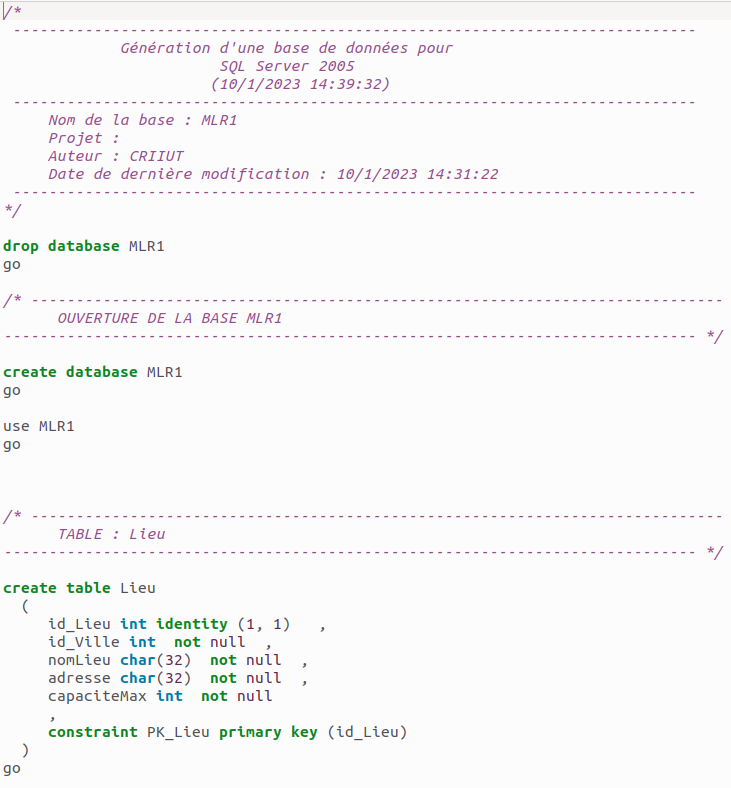 /*
-----------------------------------------------------------------------------
Génération d'une base de données pour
SQL Server 2005
(10/1/2023 14:39:32)
-----------------------------------------------------------------------------
Nom de la base : MLR1
Projet :
Auteur : CRIIUT
Date de dernière modification : 10/1/2023 14:31:22
-----------------------------------------------------------------------------
*/
drop database MLR1
go
/* -----------------------------------------------------------------------------
OUVERTURE DE LA BASE MLR1
----------------------------------------------------------------------------- */
create database MLR1
go
use MLR1
go
/* -----------------------------------------------------------------------------
TABLE : Lieu
----------------------------------------------------------------------------- */
create table Lieu
(
id_Lieu int identity (1, 1)   ,
id_Ville int  not null  ,
nomLieu char(32)  not null  ,
adresse char(32)  not null  ,
capaciteMax int  not null
,
constraint PK_Lieu primary key (id_Lieu)
)
go